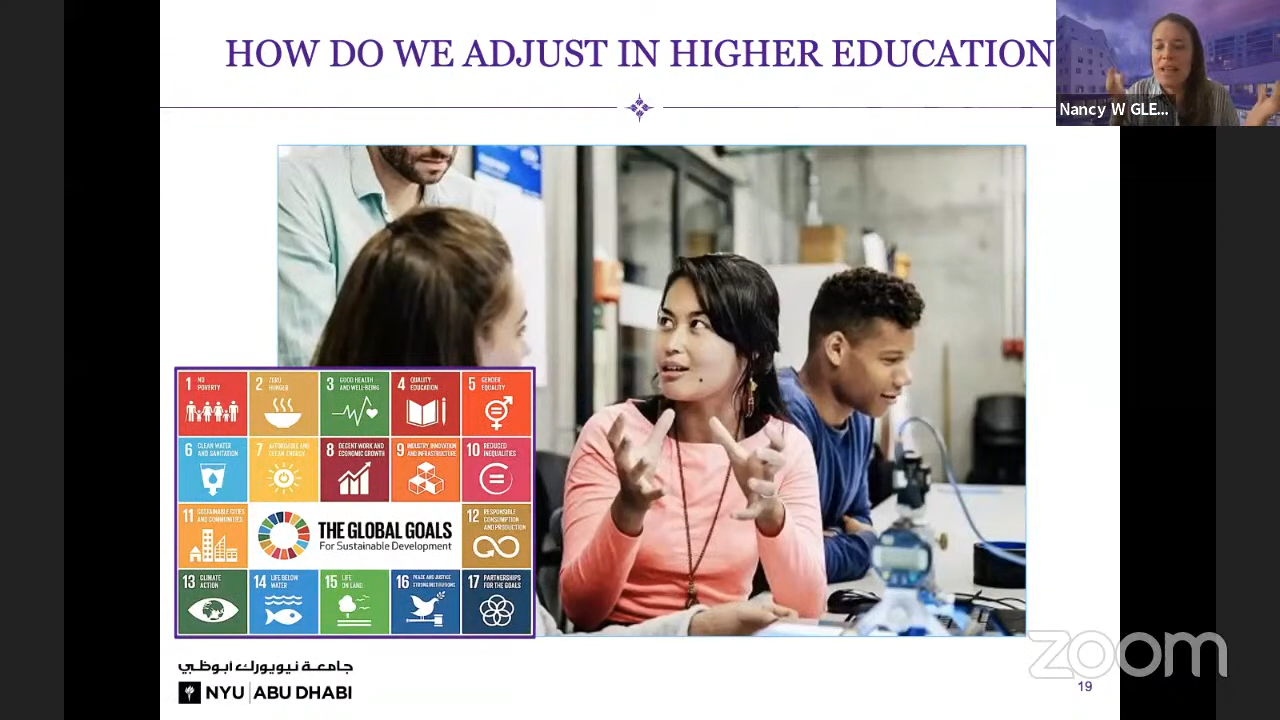 HOW DO WE ADJUST IN HIGHER EDUCATION
Nancy W GLE...
1 NO
POVERTY
2 ZERO
HUNGER
3 GOOD HEALTH
AND WELL-BEING
4 QUALITY
EDUCATION
5 GENDER
EQUALITY
6 CLEAN WATER
AND SANITATION
7 AFFORDABLE AND
CLEAN ENERGY
8 DECENT WORK AND
ECONOMIC GROWTH
9 INDUSTRY, INNOVATION
AND INFRASTRUCTURE
10 REDUCED
INEQUALITIES
11 SUSTAINABLE CITIES
AND COMMUNITIES
THE GLOBAL GOALS
For Sustainable Development
12 RESPONSIBLE
CONSUMPTION
AND PRODUCTION
13 CLIMATE
ACTION
14 LIFE BELOW
WATER
15 LIFE
ON LAND
16 PEACE AND JUSTICE
STRONG INSTITUTIONS
17 PARTNERSHIPS
FOR THE GOALS
جامعة نيويورك أبوظبي
NYU ABU DHABI
19
zoom